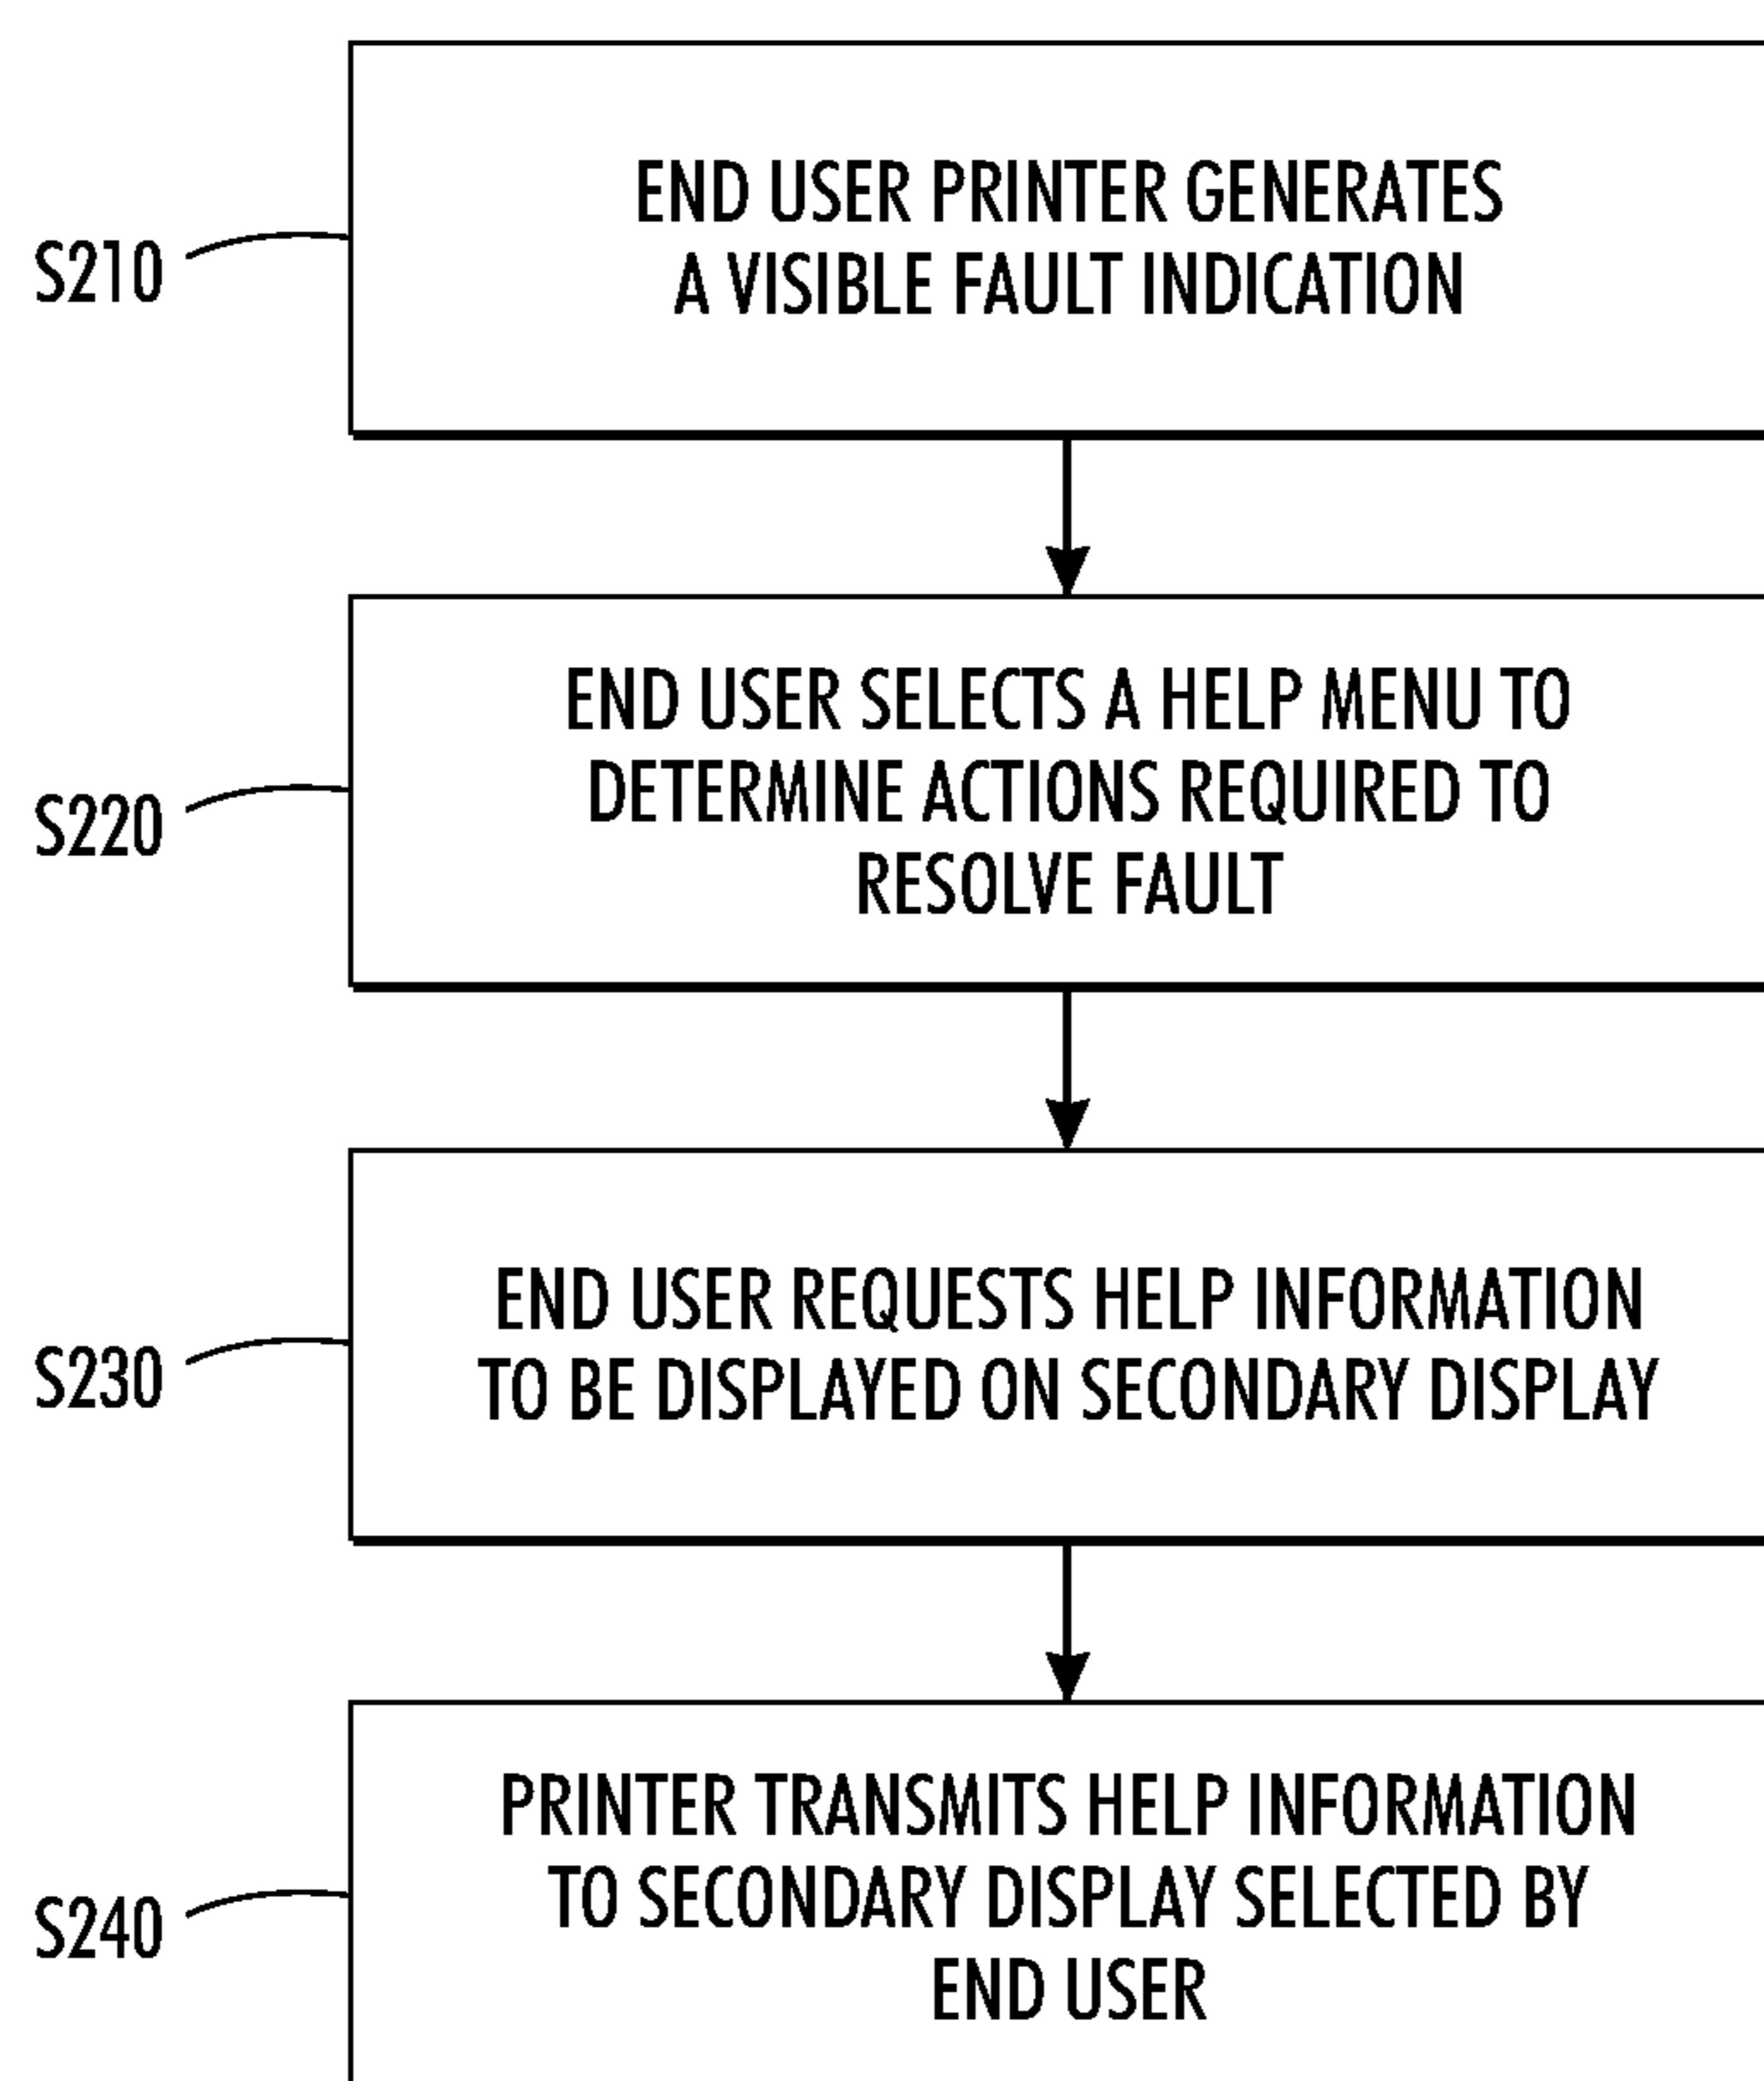 END USER PRINTER GENERATES
A VISIBLE FAULT INDICATION
S210
END USER SELECTS A HELP MENU TO
DETERMINE ACTIONS REQUIRED TO
RESOLVE FAULT
S220
END USER REQUESTS HELP INFORMATION
TO BE DISPLAYED ON SECONDARY DISPLAY
S230
PRINTER TRANSMITS HELP INFORMATION
TO SECONDARY DISPLAY SELECTED BY
END USER
S240